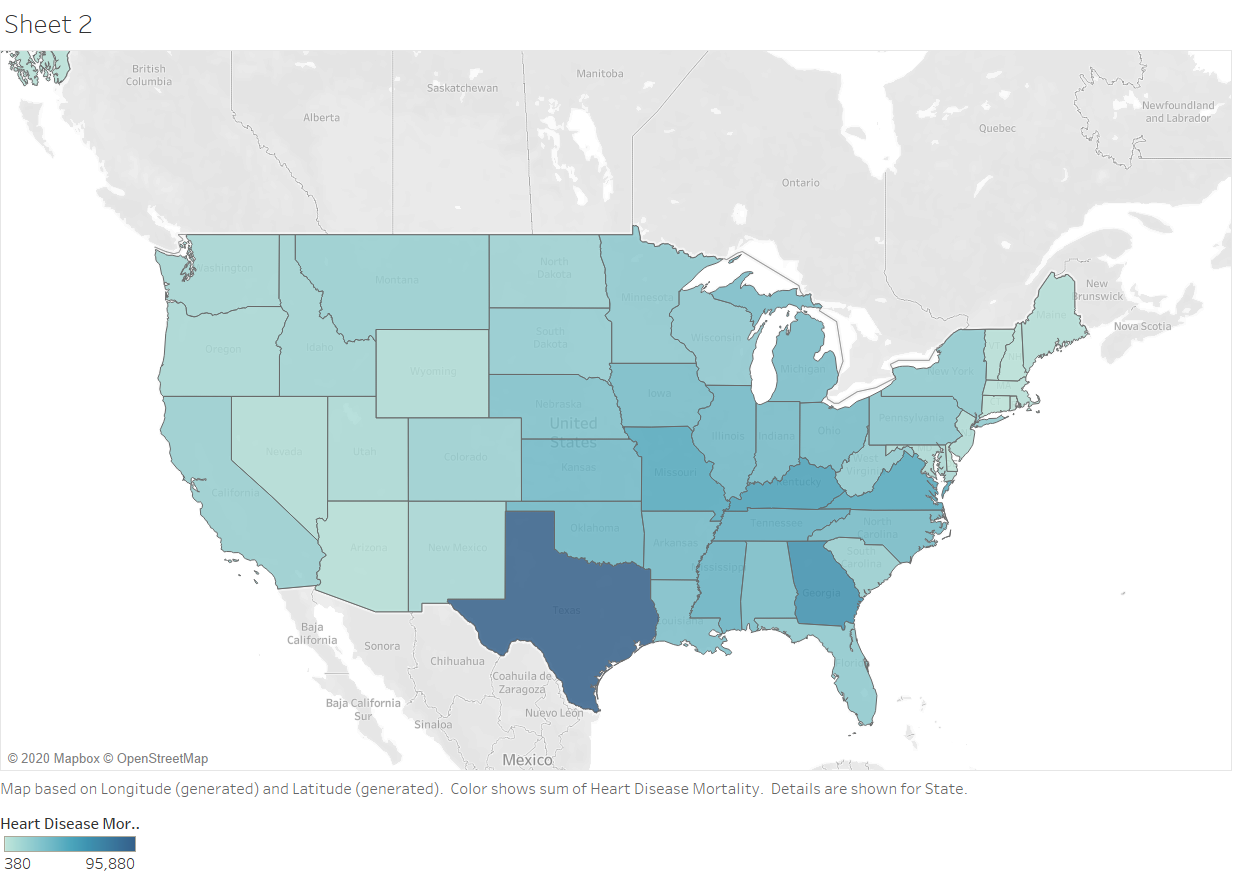 Sheet 2
British
Columbia
Alberta
Saskatchewan
Manitoba
Ontario
Quebec
Newfoundland
and Labrador
New
Brunswick
Nova Scotia
Washington
Montana
North
Dakota
Minnesota
Oregon
Idaho
South
Dakota
Wisconsin
Michigan
New York
Maine
Wyoming
Nebraska
Iowa
Pennsylvania
United
States
Nevada
Utah
Colorado
Kansas
Missouri
Illinois
Indiana
Ohio
West
Virginia
Kentucky
California
Arizona
New Mexico
Oklahoma
Arkansas
Tennessee
North
Carolina
South
Carolina
Mississippi
Georgia
Texas
Louisiana
Florida
Baja
California
Sonora
Chihuahua
Coahuila de
Zaragoza
Baja California
Sur
Sinaloa
Nuevo León
Mexico
© 2020 Mapbox © OpenStreetMap
Map based on Longitude (generated) and Latitude (generated).  Color shows sum of Heart Disease Mortality.  Details are shown for State.
Heart Disease Mor..
380
95,880